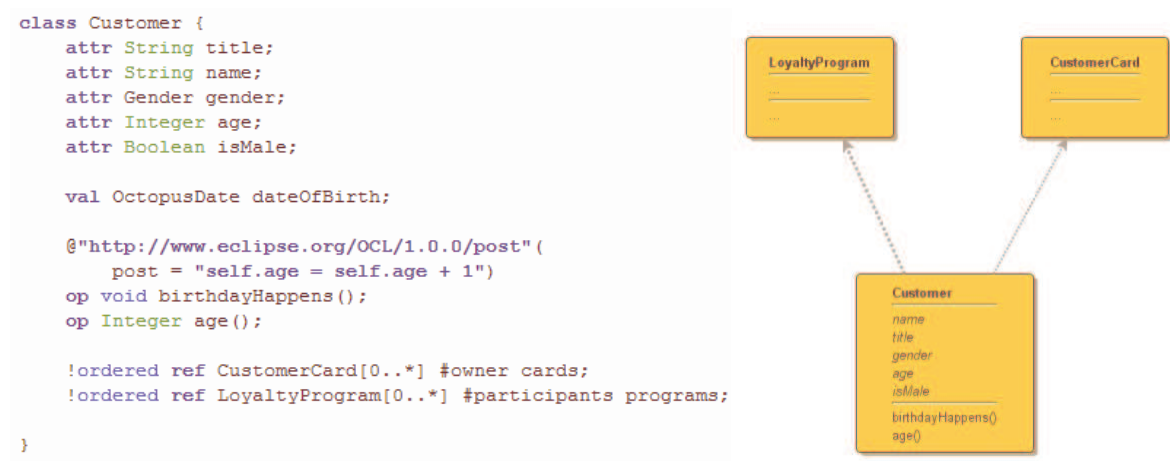 class Customer {
attr String title;
attr String name;
attr Gender gender;
attr Integer age;
attr Boolean isMale;
val OctopusDate dateOfBirth;
@"http://www.eclipse.org/OCL/1.0.0/post"(
post = "self.age = self.age + 1")
op void birthdayHappens();
op Integer age();
!ordered ref CustomerCard[0..*] #owner cards;
!ordered ref LoyaltyProgram[0..*] #participants programs;
}
LoyaltyProgram
...
...
CustomerCard
...
...
Customer
name
title
gender
age
isMale
birthdayHappens()
age()